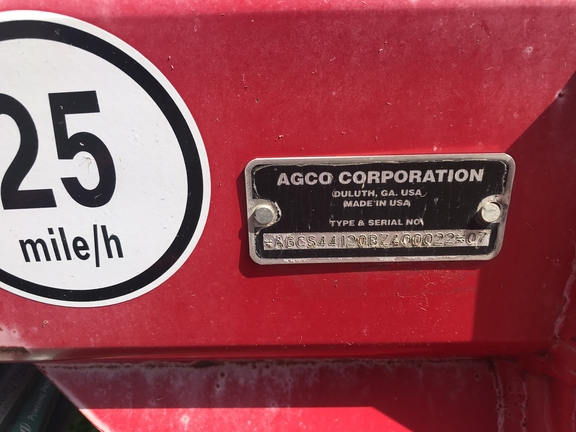 25
mile/h
AGCO CORPORATION
DULUTH, GA. USA
MADE IN USA
TYPE & SERIAL NO